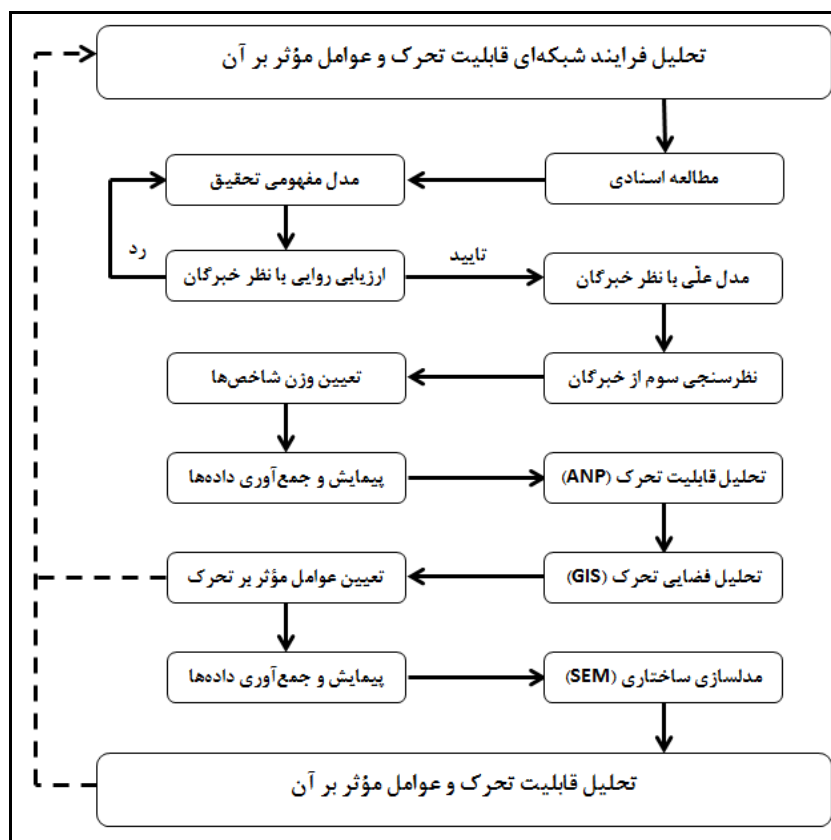 تحلیل فرایند شبکه‌ای قابلیت تحرک و عوامل مؤثر بر آن
مطالعه اسنادی
مدل مفهومی تحقیق
رد
تایید
ارزیابی روایی با نظر خبرگان
مدل علّی با نظر خبرگان
نظرسنجی سوم از خبرگان
تعیین وزن شاخص‌ها
پیمایش و جمع‌آوری داده‌ها
تحلیل قابلیت تحرک (ANP)
تحلیل فضایی تحرک (GIS)
تعیین عوامل مؤثر بر تحرک
پیمایش و جمع‌آوری داده‌ها
مدلسازی ساختاری (SEM)
تحلیل قابلیت تحرک و عوامل مؤثر بر آن